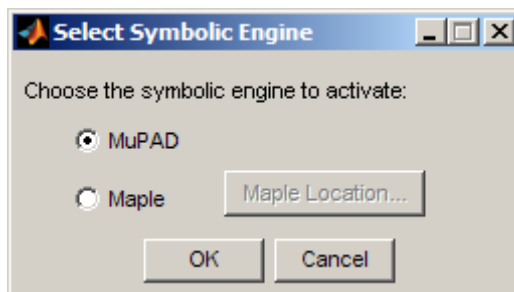 Select Symbolic Engine
Choose the symbolic engine to activate:
MuPAD
Maple Maple Location...
OK Cancel